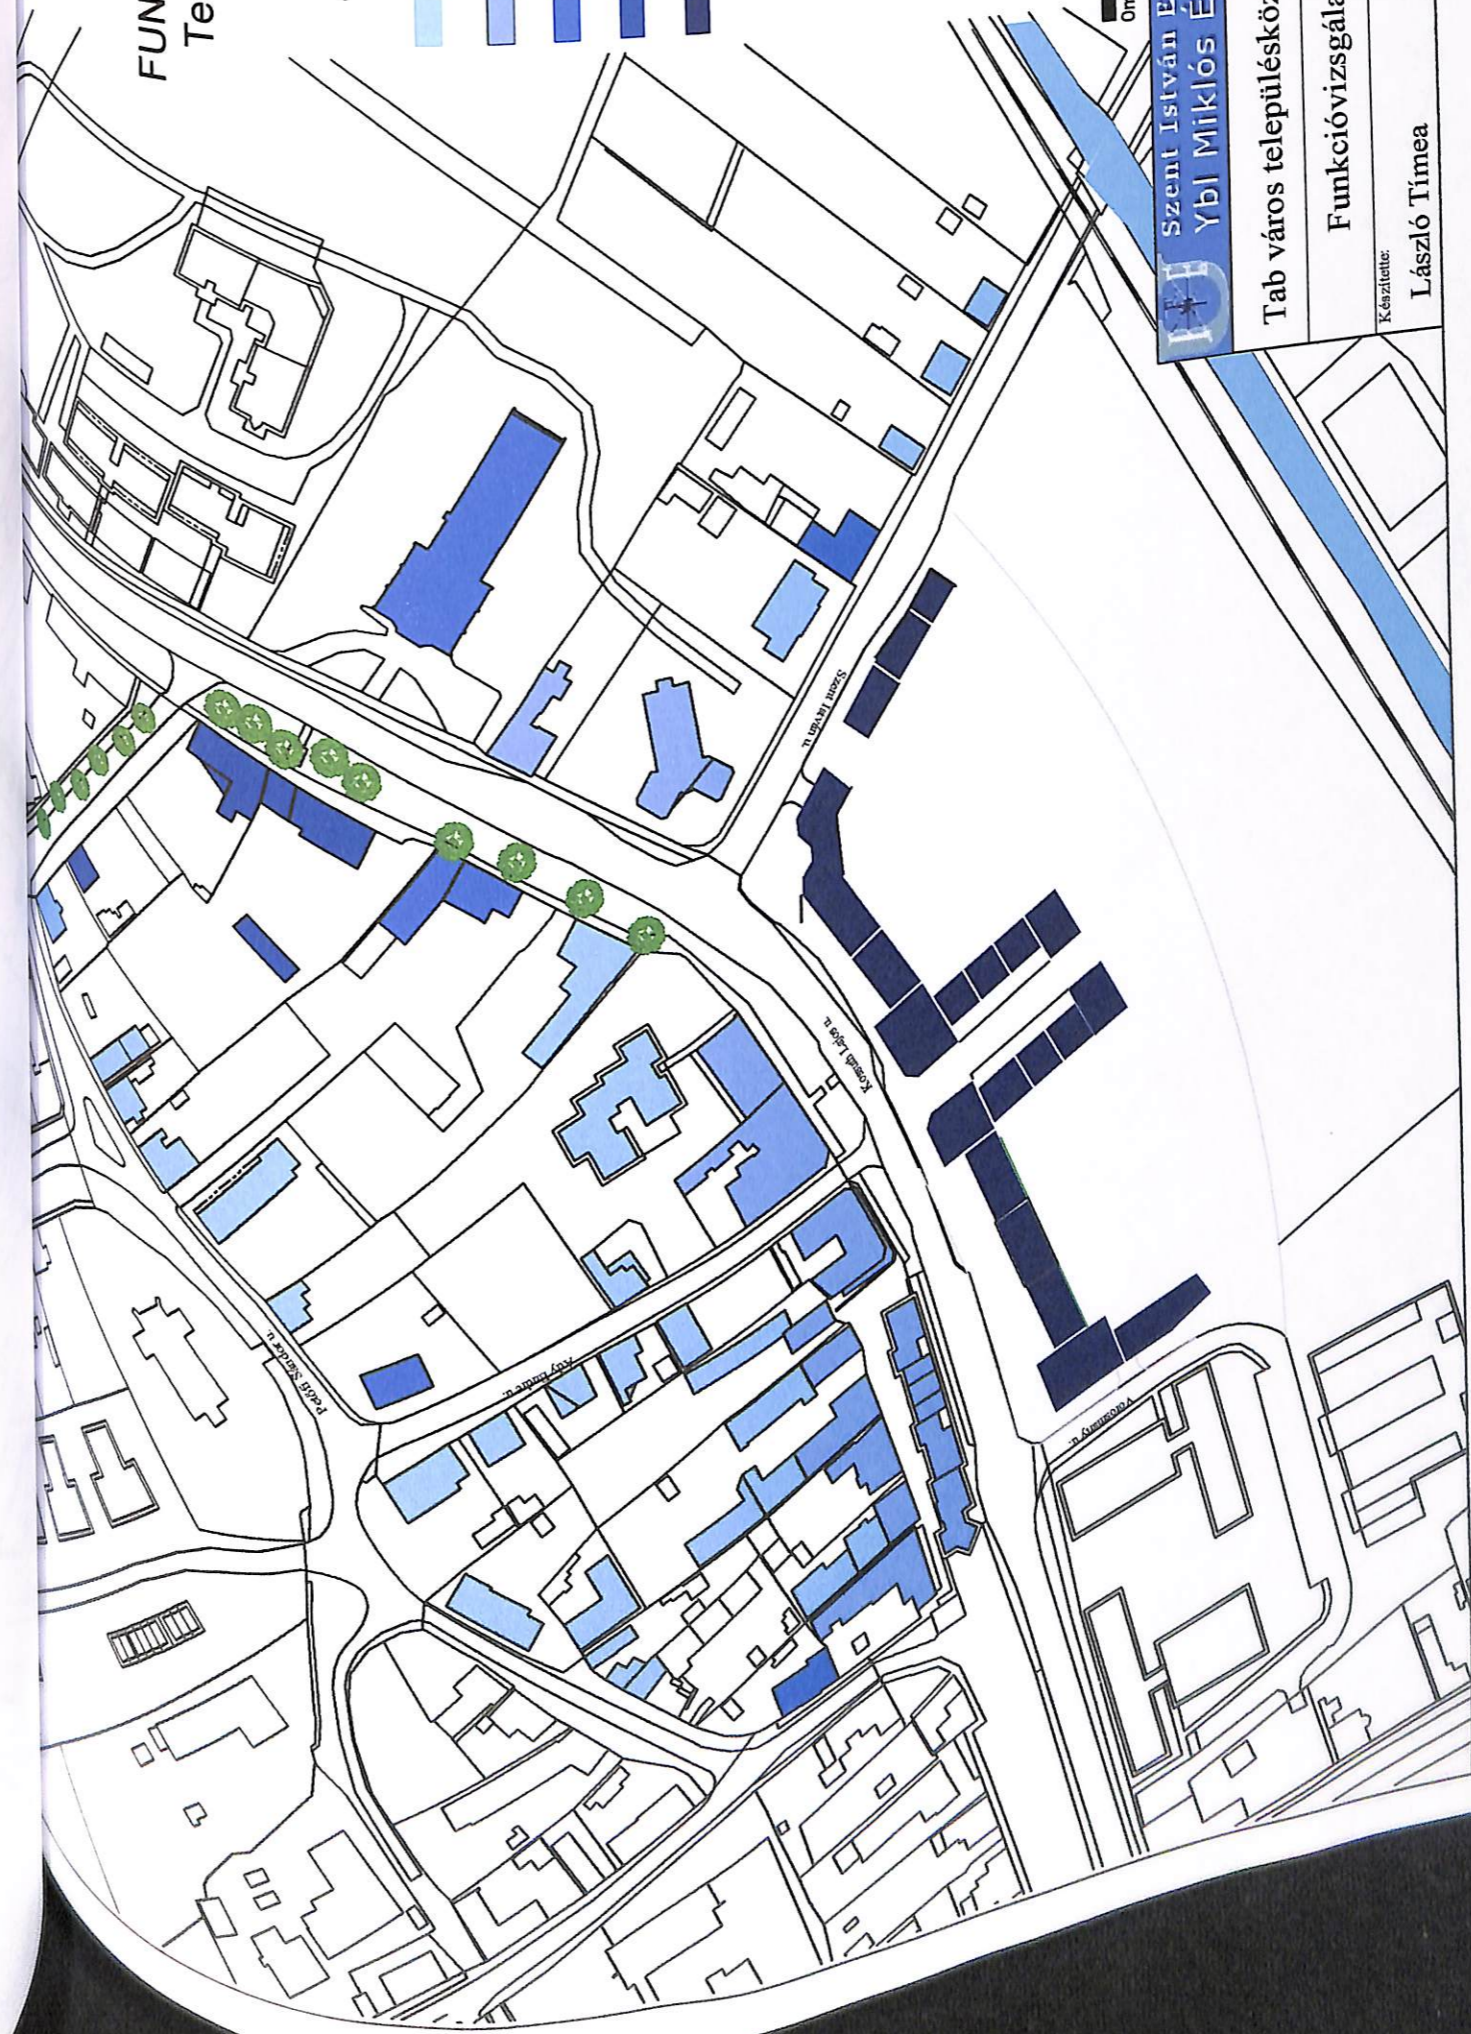 FUN
Te
0m
Szent István E
Ybl Miklós É
Tab város településköz
Funkcióvizsgála
Készítette:
László Tímea
Petőfi Sándor u.
Ady Endre u.
Kossuth Lajos u.
Szent István u.
Vörösmarty u.